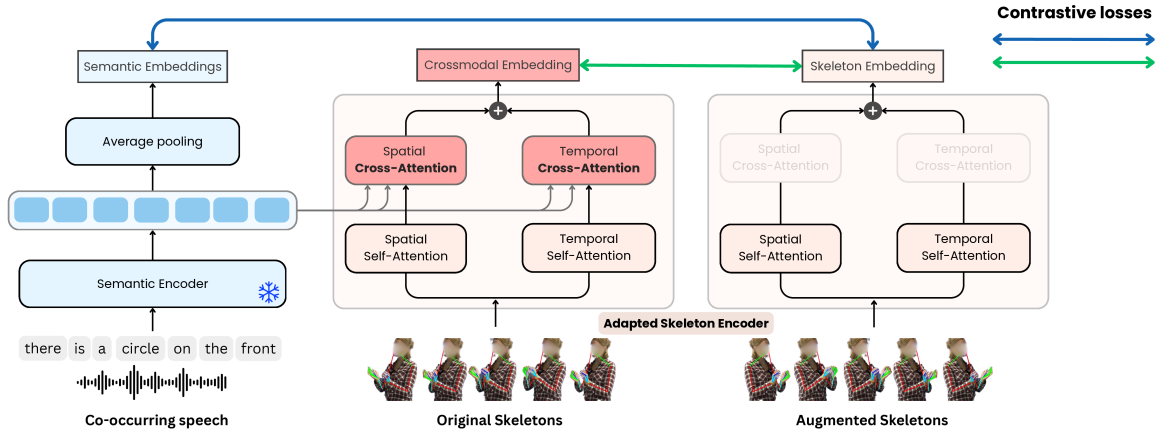 Contrastive losses
Semantic Embeddings
Crossmodal Embedding
Skeleton Embedding
+
+
Average pooling
Spatial
Cross-Attention
Temporal
Cross-Attention
Spatial
Cross-Attention
Temporal
Cross-Attention
Spatial
Self-Attention
Temporal
Self-Attention
Spatial
Self-Attention
Temporal
Self-Attention
Semantic Encoder
Adapted Skeleton Encoder
there is a circle on the front
Co-occurring speech
Original Skeletons
Augmented Skeletons